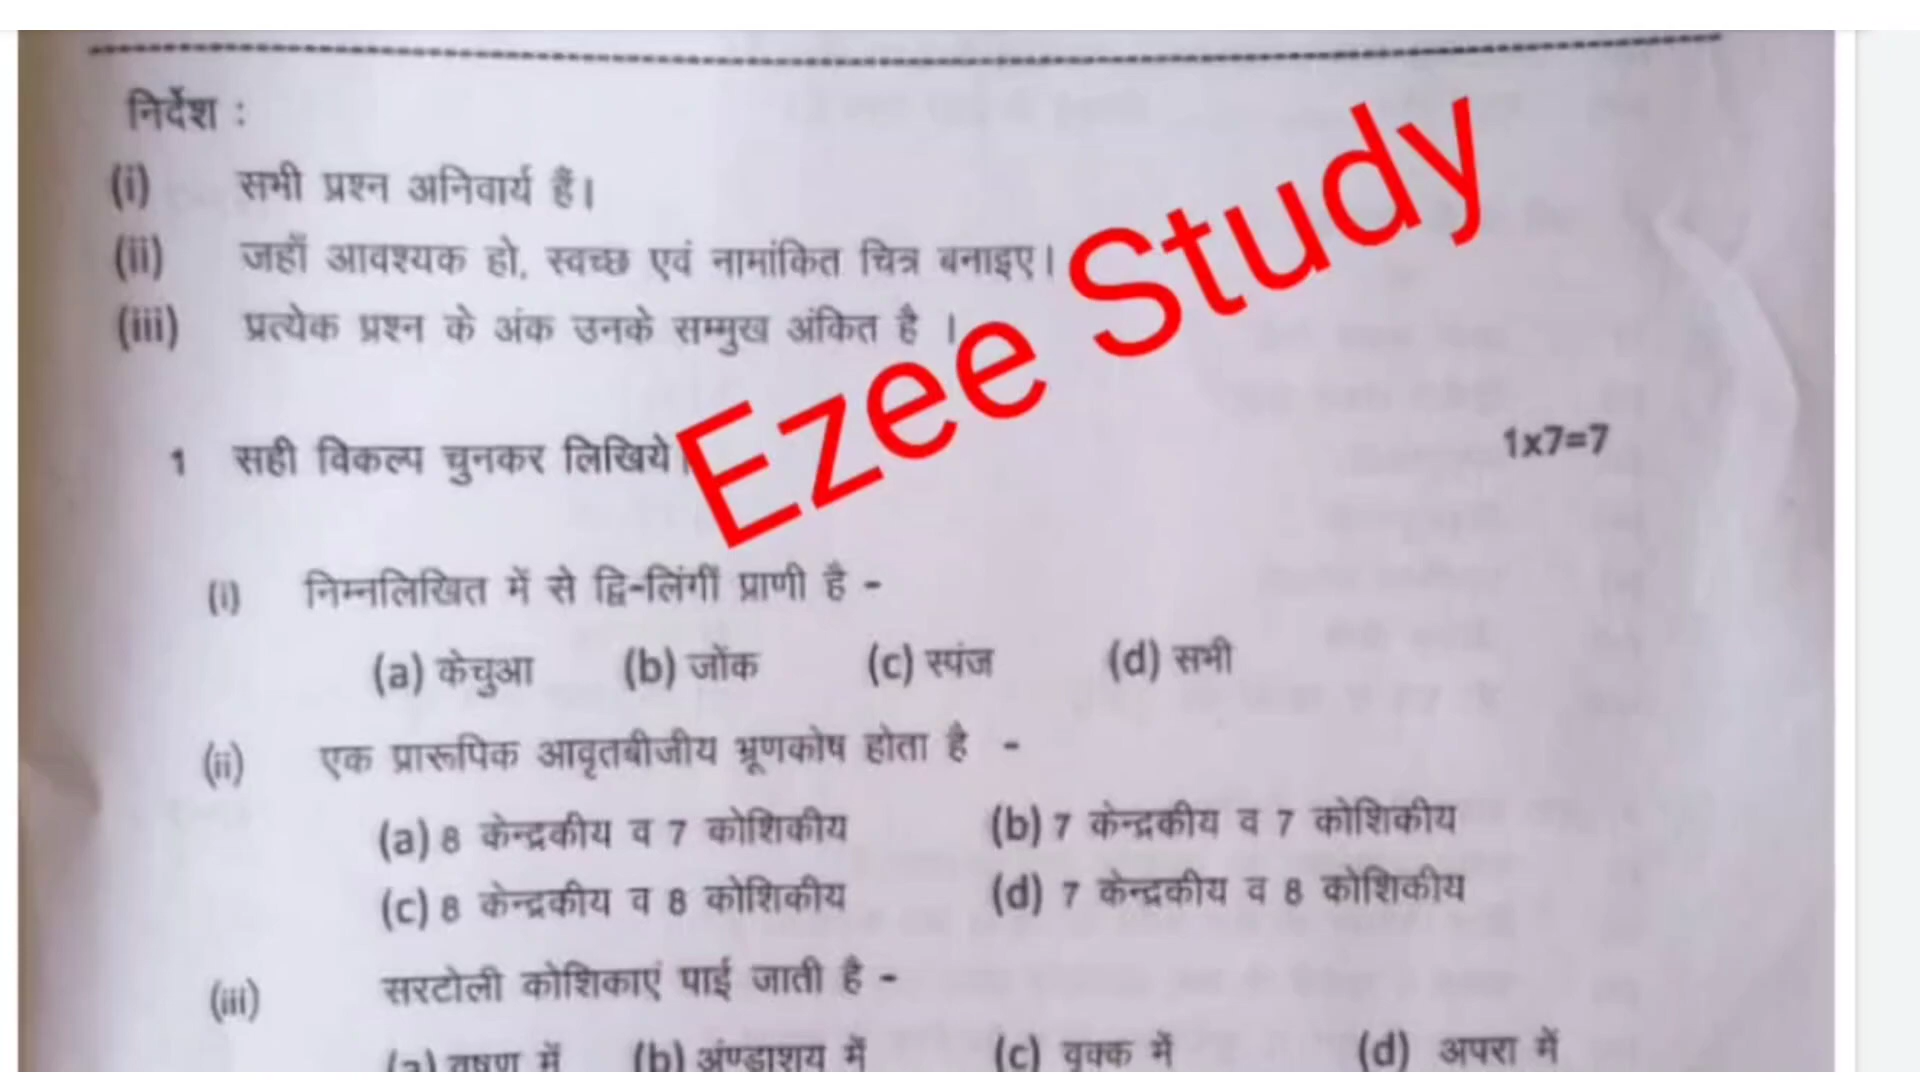 निर्देश :
(i) सभी प्रश्न अनिवार्य हैं।
(ii) जहाँ आवश्यक हो, स्वच्छ एवं नामांकित चित्र बनाइए।
(iii) प्रत्येक प्रश्न के अंक उनके सम्मुख अंकित है ।
Ezee Study
1 सही विकल्प चुनकर लिखिये। 1x7=7
(i) निम्नलिखित में से द्वि-लिंगीं प्राणी है -
(a) केचुआ (b) जोंक (c) स्पंज (d) सभी
(ii) एक प्रारूपिक आवृतबीजीय भ्रूणकोष होता है -
(a) 8 केन्द्रकीय व 7 कोशिकीय (b) 7 केन्द्रकीय व 7 कोशिकीय
(c) 8 केन्द्रकीय व 8 कोशिकीय (d) 7 केन्द्रकीय व 8 कोशिकीय
(iii) सरटोली कोशिकाएं पाई जाती है -
(a) वृषण में (b) अंण्डाशय में (c) वृक्क में (d) अपरा में